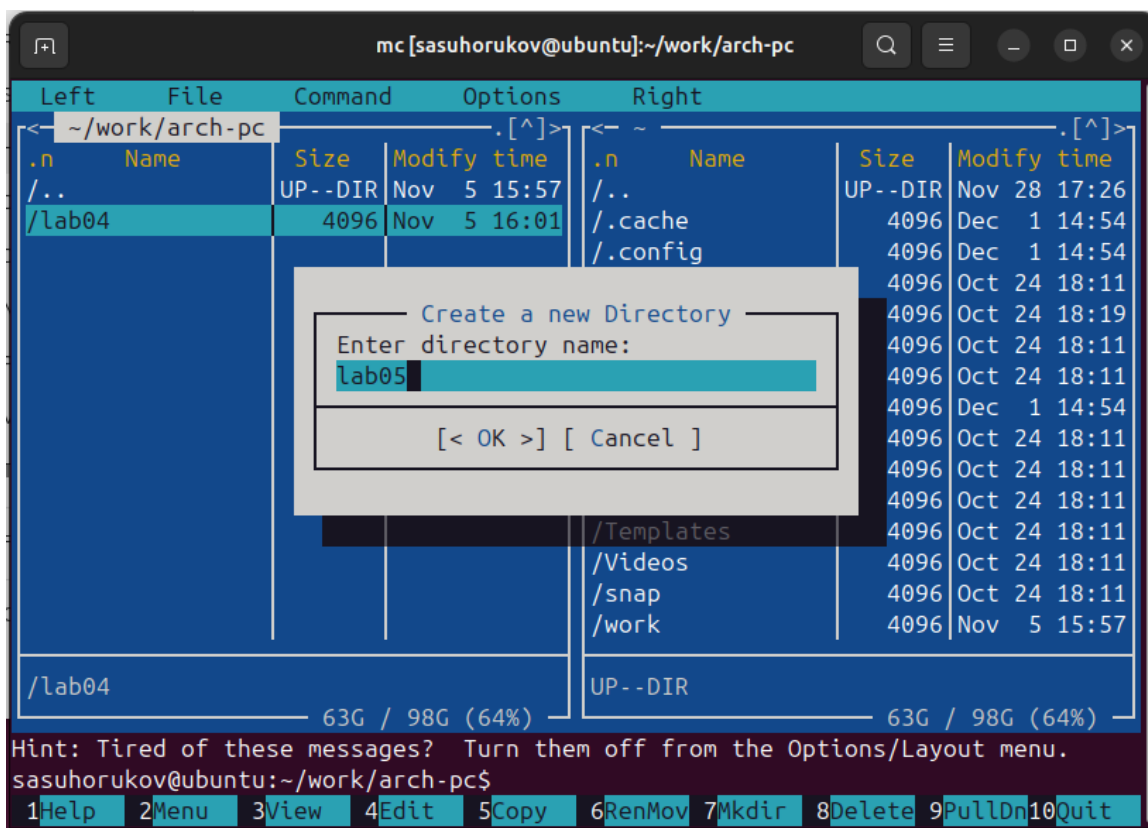 mc [sasuhorukov@ubuntu]:~/work/arch-pc
Left File Command Options Right
<- ~/work/arch-pc .[^]> <- ~ .[^]>
.n Name Size Modify time .n Name Size Modify time
/.. UP--DIR Nov 5 15:57 /.. UP--DIR Nov 28 17:26
/lab04 4096 Nov 5 16:01 /.cache 4096 Dec 1 14:54
/.config 4096 Dec 1 14:54
4096 Oct 24 18:11
Create a new Directory 4096 Oct 24 18:19
Enter directory name: 4096 Oct 24 18:11
lab05 4096 Oct 24 18:11
4096 Dec 1 14:54
[< OK >] [ Cancel ] 4096 Oct 24 18:11
4096 Oct 24 18:11
4096 Oct 24 18:11
/Templates 4096 Oct 24 18:11
/Videos 4096 Oct 24 18:11
/snap 4096 Oct 24 18:11
/work 4096 Nov 5 15:57
/lab04 UP--DIR
63G / 98G (64%) 63G / 98G (64%)
Hint: Tired of these messages? Turn them off from the Options/Layout menu.
sasuhorukov@ubuntu:~/work/arch-pc$
1Help 2Menu 3View 4Edit 5Copy 6RenMov 7Mkdir 8Delete 9PullDn 10Quit